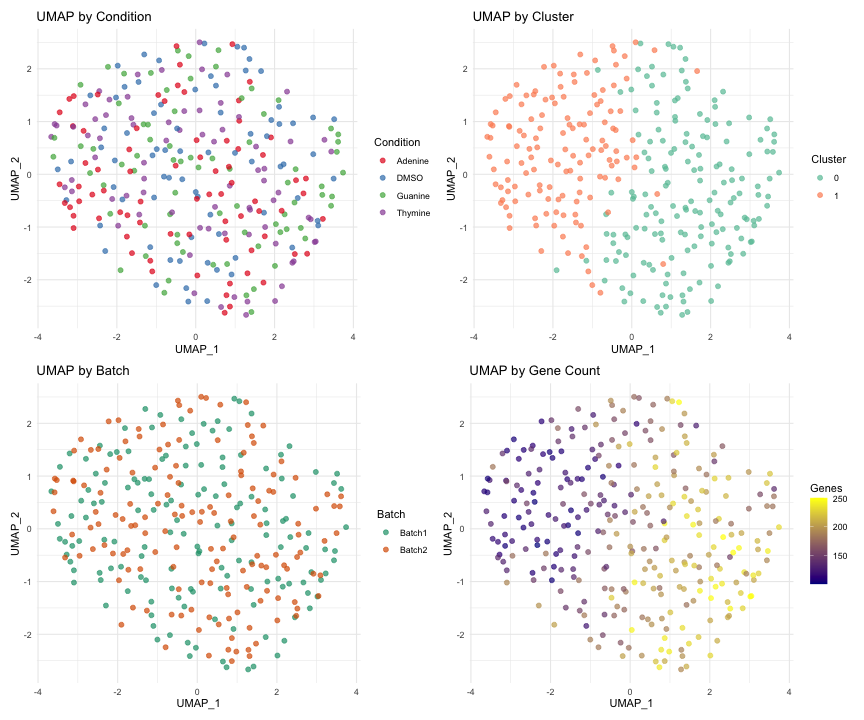 UMAP by Condition
UMAP_2
2
1
0
-1
-2
-4
-2
0
2
4
UMAP_1
Condition
Adenine
DMSO
Guanine
Thymine
UMAP by Cluster
UMAP_2
2
1
0
-1
-2
-4
-2
0
2
4
UMAP_1
Cluster
0
1
UMAP by Batch
UMAP_2
2
1
0
-1
-2
-4
-2
0
2
4
UMAP_1
Batch
Batch1
Batch2
UMAP by Gene Count
UMAP_2
2
1
0
-1
-2
-4
-2
0
2
4
UMAP_1
Genes
250
200
150